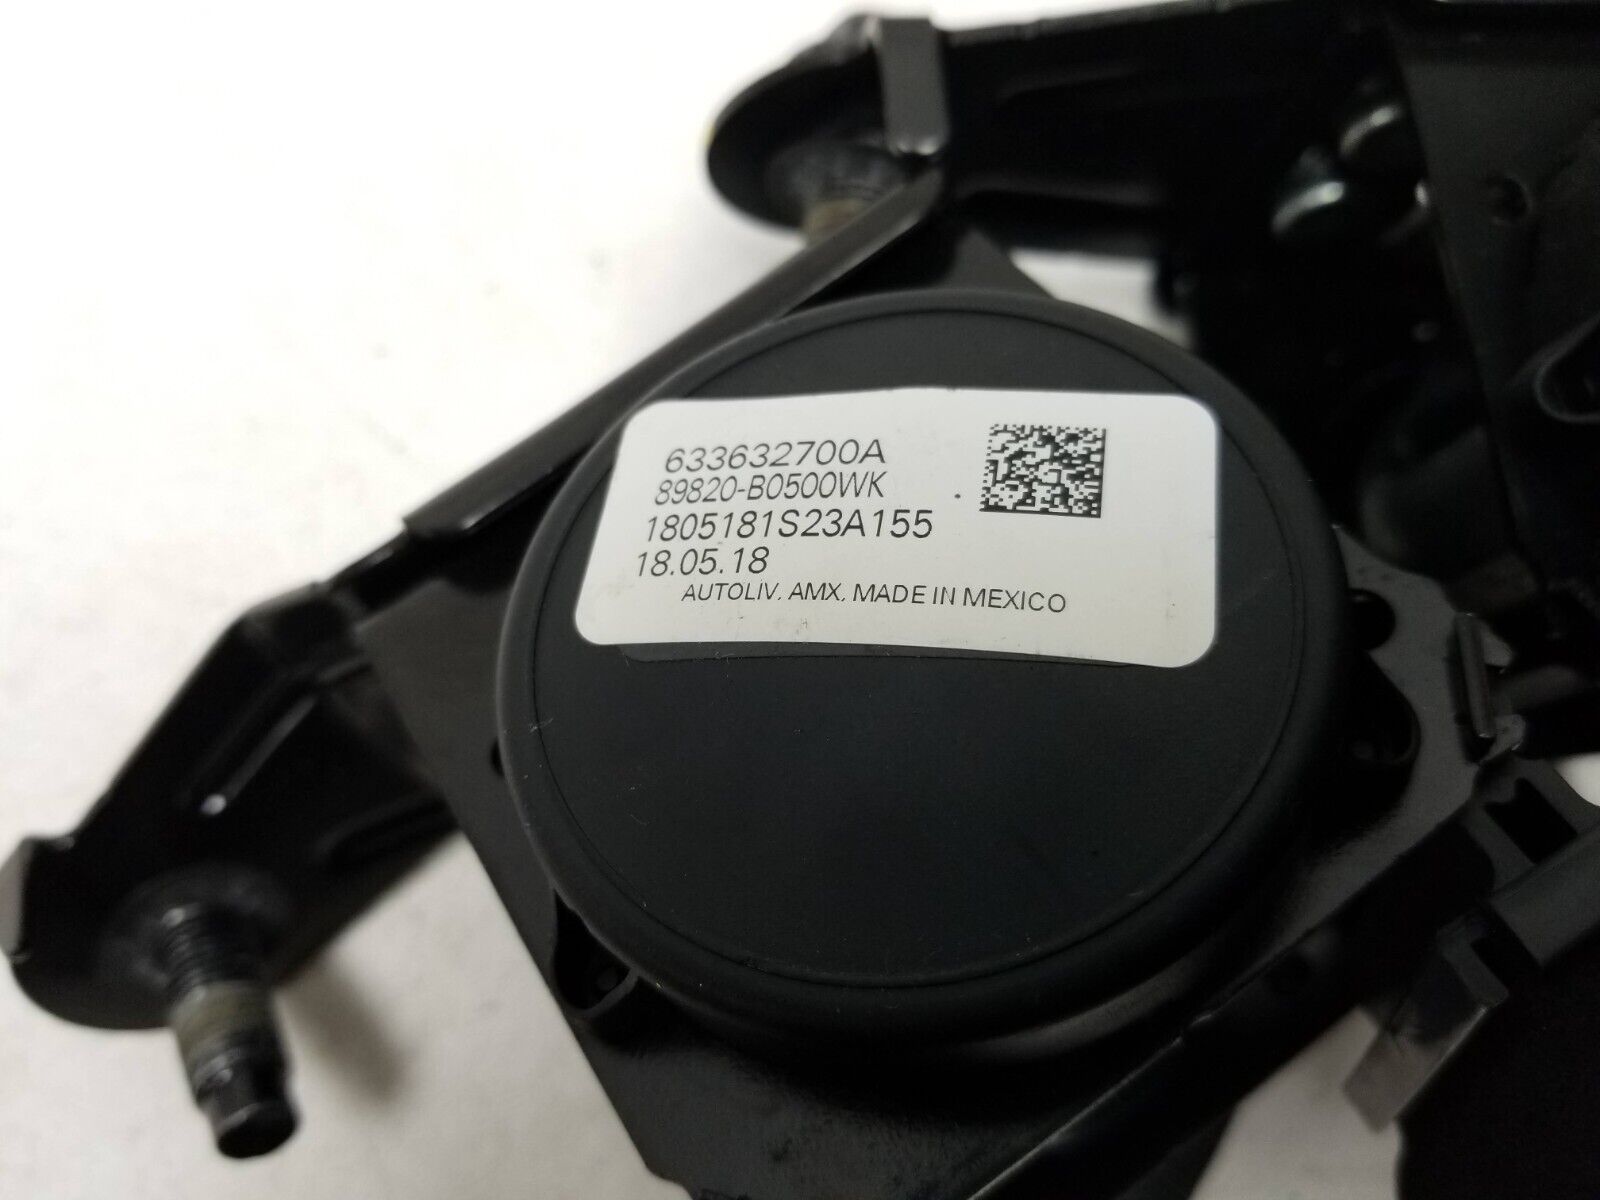 633632700A
89820-B0500WK
1805181S23A155
18.05.18
AUTOLIV. AMX. MADE IN MEXICO